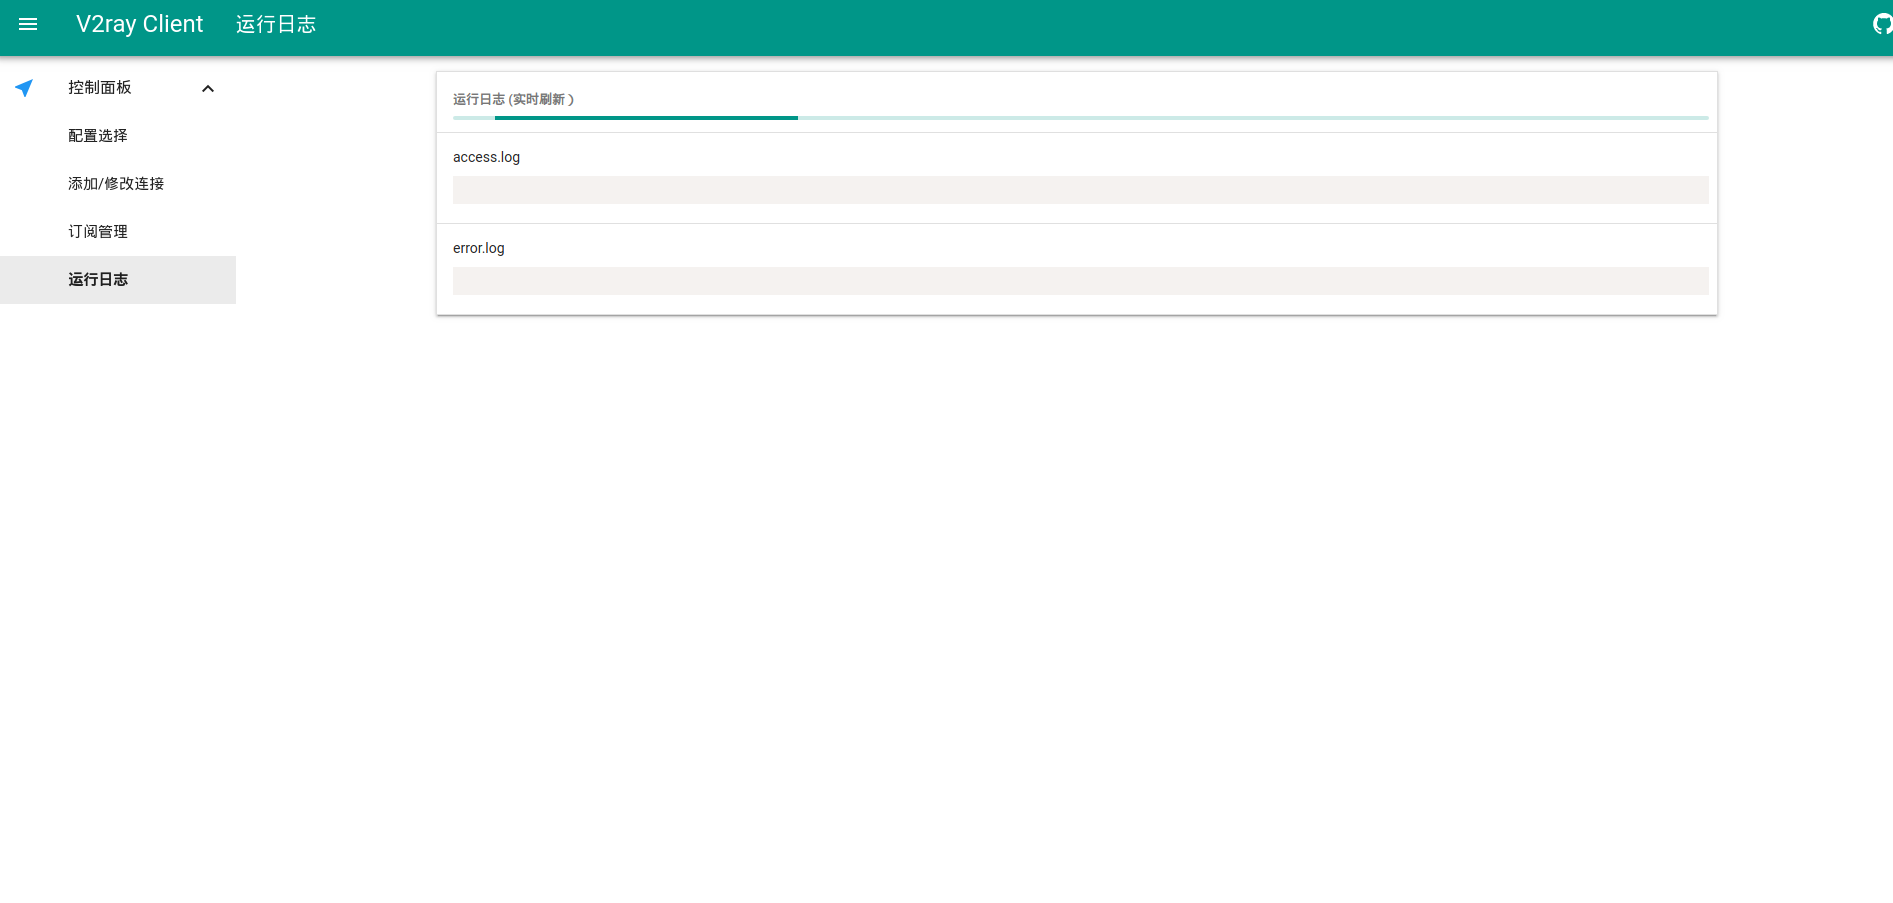 V2ray Client 运行日志
控制面板
配置选择
添加/修改连接
订阅管理
运行日志
运行日志 (实时刷新 )
access.log
error.log